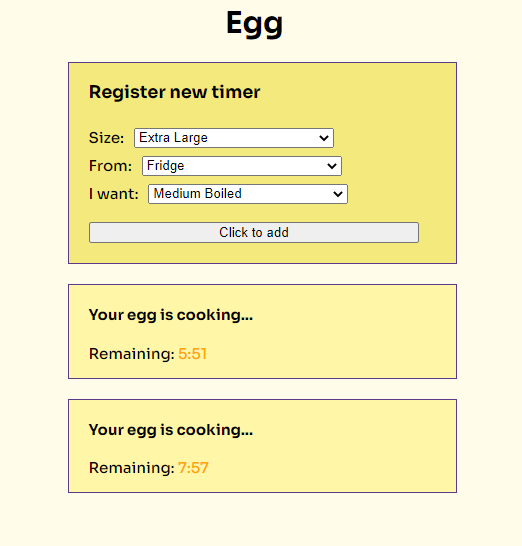 Egg
Register new timer
Size: Extra Large
From: Fridge
I want: Medium Boiled
Click to add
Your egg is cooking...
Remaining: 5:51
Your egg is cooking...
Remaining: 7:57